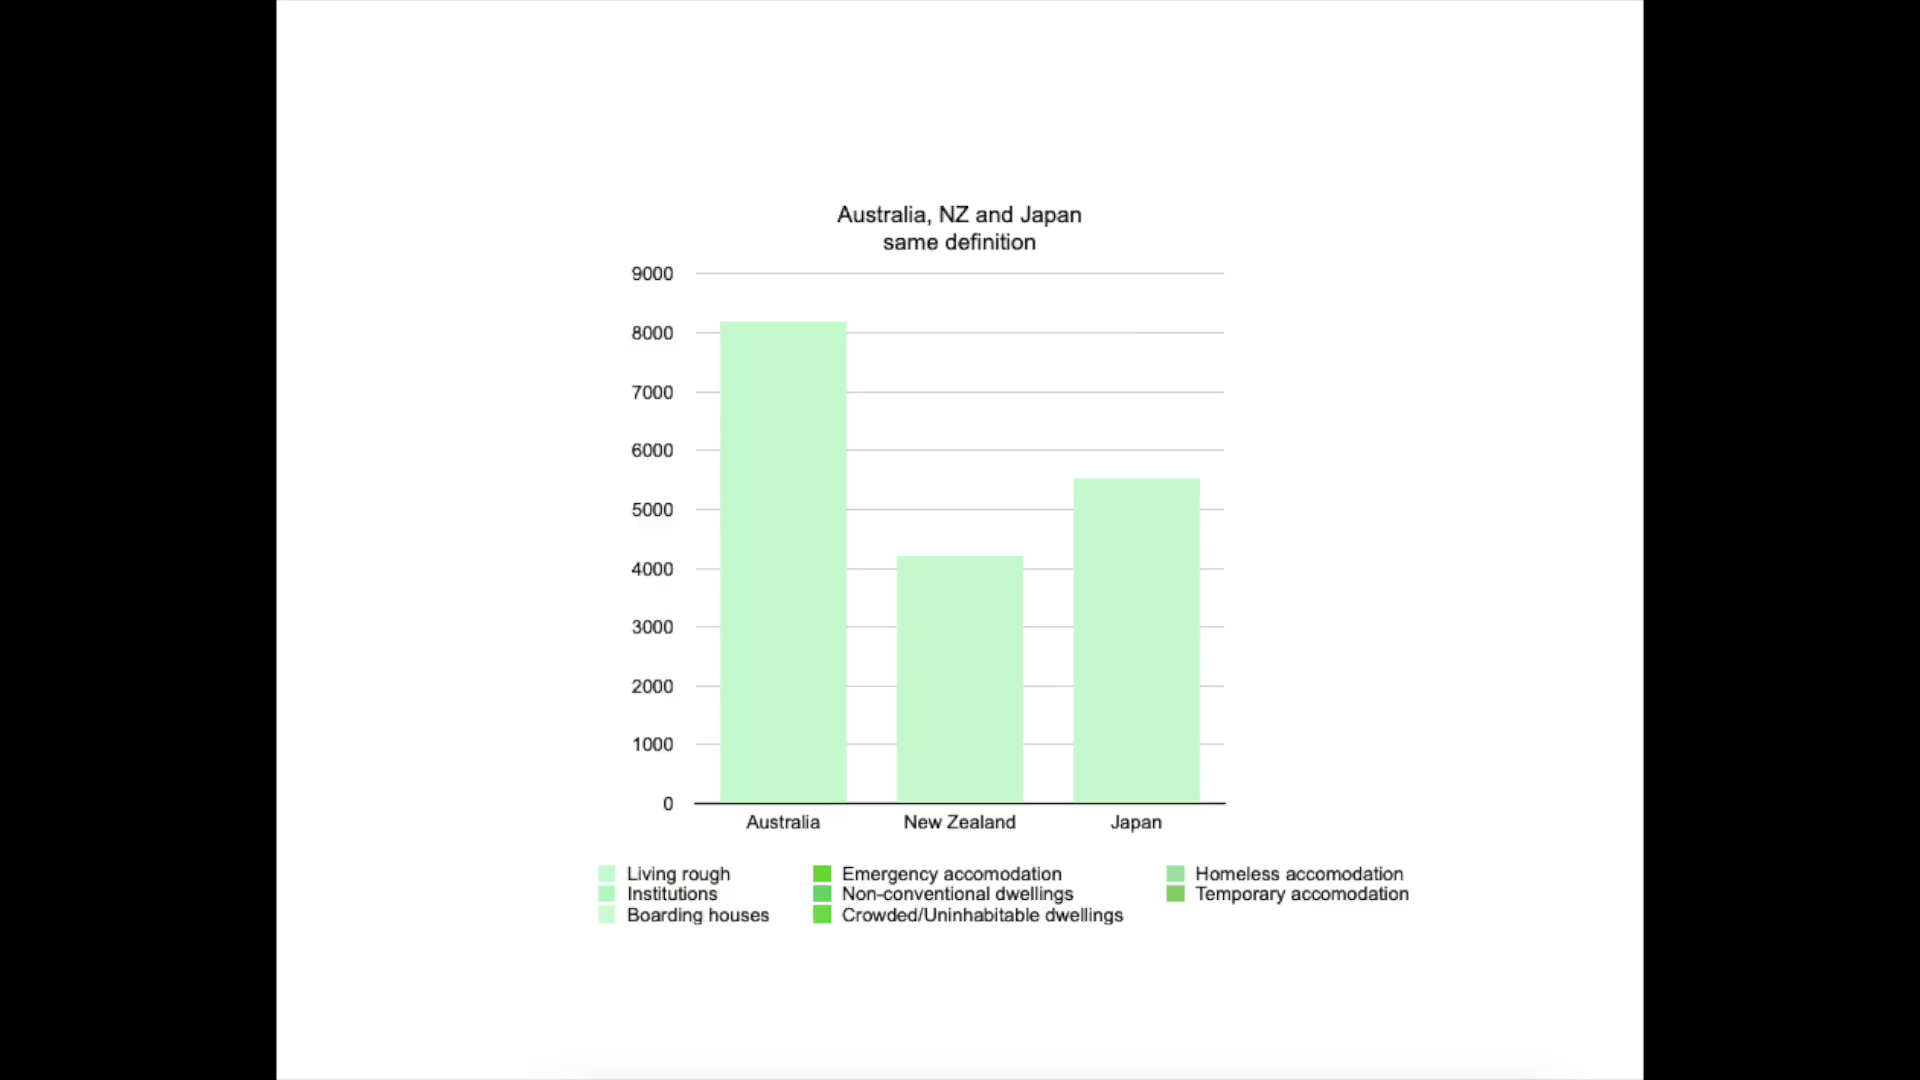 Australia, NZ and Japan
same definition
9000
8000
7000
6000
5000
4000
3000
2000
1000
0
Australia New Zealand Japan
Living rough Emergency accomodation Homeless accomodation
Institutions Non-conventional dwellings Temporary accomodation
Boarding houses Crowded/Uninhabitable dwellings